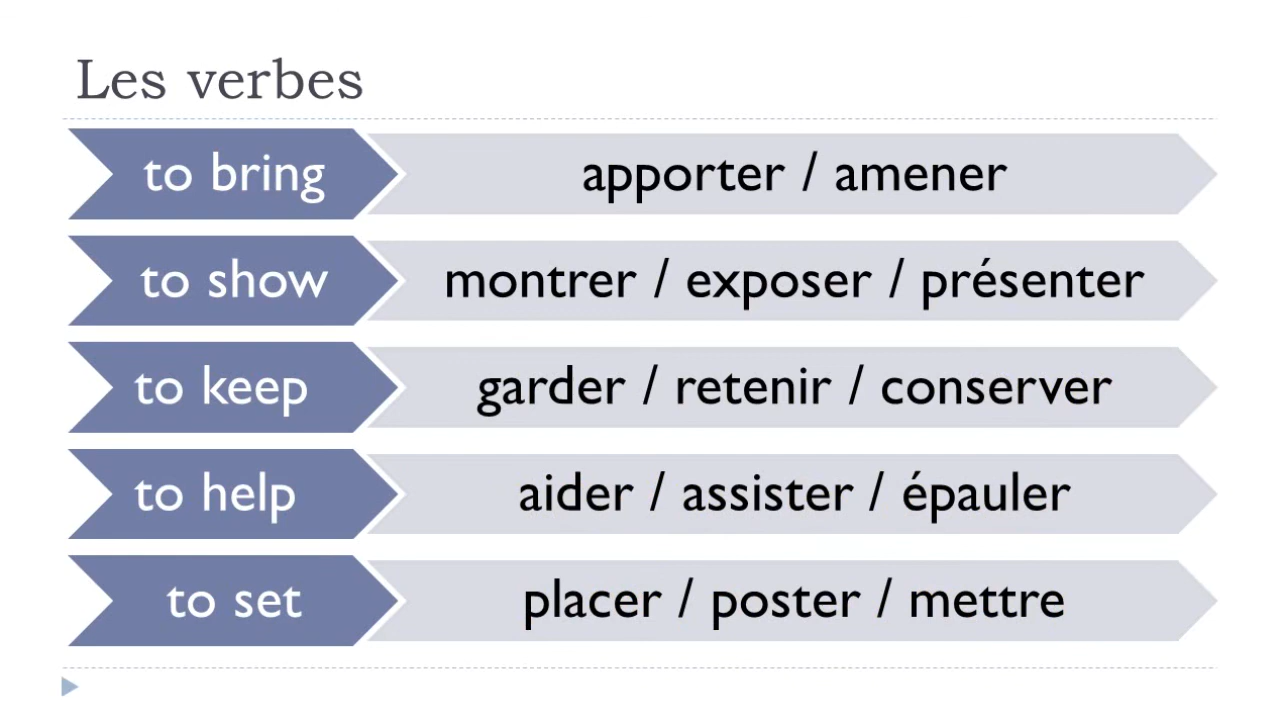 Les verbes
to bring apporter / amener
to show montrer / exposer / présenter
to keep garder / retenir / conserver
to help aider / assister / épauler
to set placer / poster / mettre